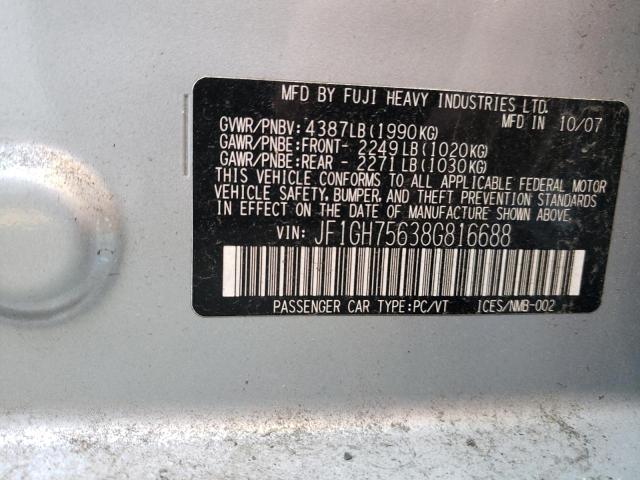 MFD BY FUJI HEAVY INDUSTRIES LTD.
MFD IN 10/07
GVWR/PNBV: 4387LB(1990KG)
GAWR/PNBE:FRONT- 2249LB(1020KG)
GAWR/PNBE:REAR - 2271LB(1030KG)
THIS VEHICLE CONFORMS TO ALL APPLICABLE FEDERAL MOTOR
VEHICLE SAFETY, BUMPER, AND THEFT PREVENTION STANDARDS
IN EFFECT ON THE DATE OF MANUFACTURE SHOWN ABOVE.
VIN: JF1GH75638G816688
PASSENGER CAR TYPE:PC/VT ICES/NMB-002